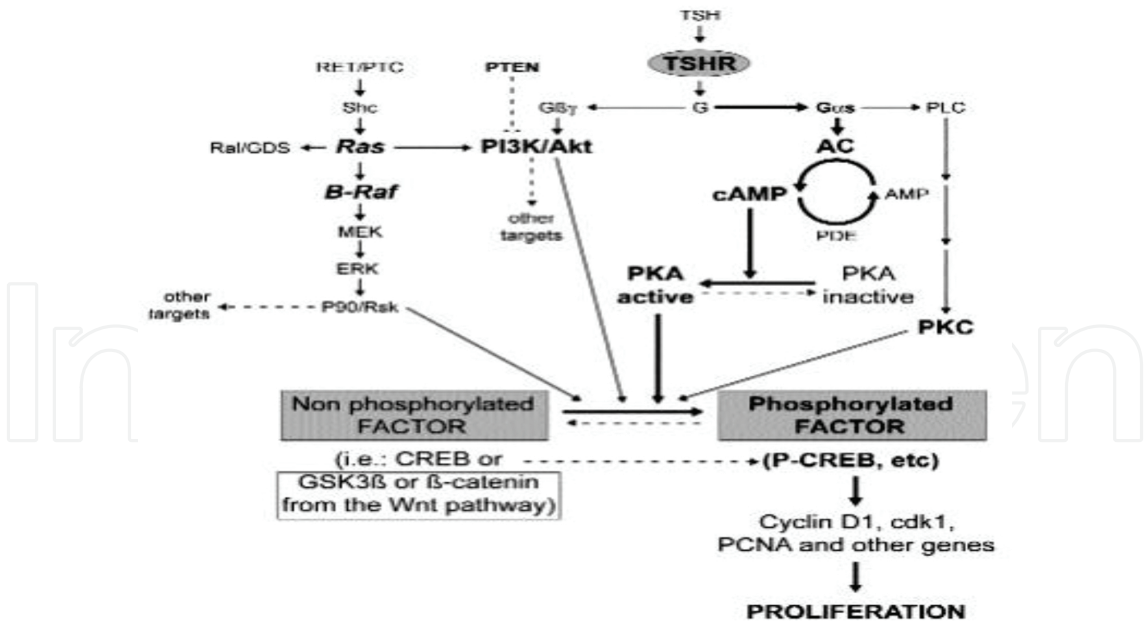 TSH
TSHR
RET/PTC
PTEN
Shc
Gβγ
G
Gαs
PLC
Ral/GDS
Ras
PI3K/Akt
AC
B-Raf
cAMP
AMP
MEK
other
targets
PDE
ERK
PKA
active
PKA
inactive
other
targets
P90/Rsk
PKC
Non phosphorylated
FACTOR
Phosphorylated
FACTOR
(i.e.: CREB or
(P-CREB, etc)
GSK3ß or ß-catenin
from the Wnt pathway)
Cyclin D1, cdk1,
PCNA and other genes
PROLIFERATION